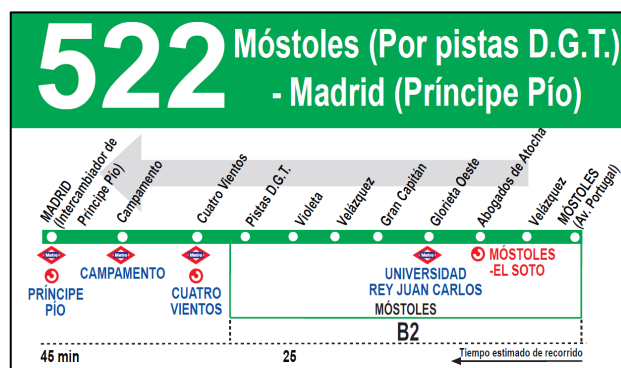 522
Móstoles (Por pistas D.G.T.)
- Madrid (Príncipe Pío)
MADRID
(Intercambiador de
Príncipe Pío)
Campamento
Cuatro Vientos
Pistas D.G.T.
Violeta
Velázquez
Gran Capitán
Glorieta Oeste
Abogados de Atocha
Velázquez
MÓSTOLES
(Av. Portugal)
Metro
Metro
Metro
Metro
PRÍNCIPE
PÍO
CAMPAMENTO
CUATRO
VIENTOS
UNIVERSIDAD
REY JUAN CARLOS
MÓSTOLES
-EL SOTO
MÓSTOLES
B2
45 min
25
Tiempo estimado de recorrido